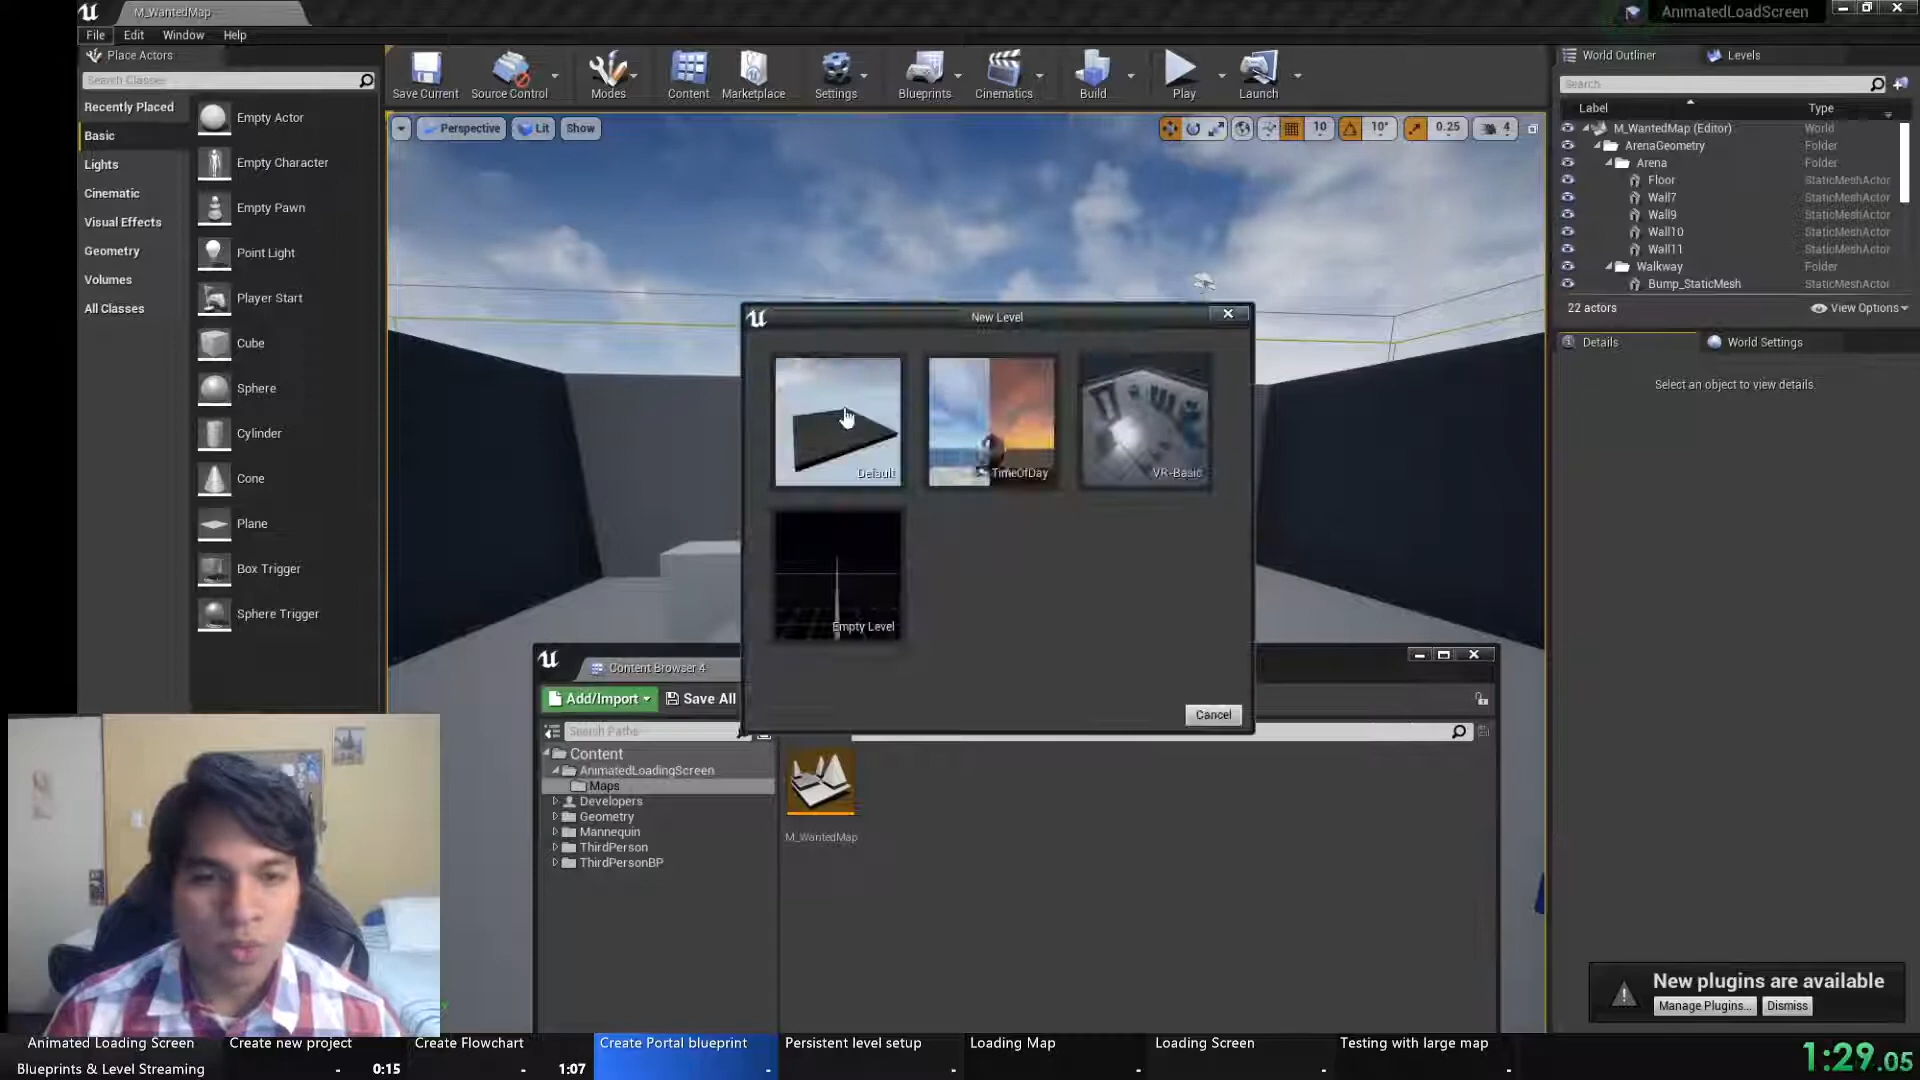 M_WantedMap
AnimatedLoadScreen
File Edit Window Help
Place Actors
Search Classes
Recently Placed
Basic
Lights
Cinematic
Visual Effects
Geometry
Volumes
All Classes
Empty Actor
Empty Character
Empty Pawn
Point Light
Player Start
Cube
Sphere
Cylinder
Cone
Plane
Box Trigger
Sphere Trigger
Save Current
Source Control
Modes
Content
Marketplace
Settings
Blueprints
Cinematics
Build
Play
Launch
Perspective Lit Show
10 10° 0.25 4
World Outliner Levels
Search
Label Type
M_WantedMap (Editor) World
ArenaGeometry Folder
Arena Folder
Floor StaticMeshActor
Wall7 StaticMeshActor
Wall9 StaticMeshActor
Wall10 StaticMeshActor
Wall11 StaticMeshActor
Walkway Folder
Bump_StaticMesh StaticMeshActor
22 actors View Options
Details World Settings
Select an object to view details.
New Level
Default
TimeOfDay
VR-Basic
Empty Level
Cancel
Content Browser 4
Add/Import Save All
Search Paths
Content
AnimatedLoadingScreen
Maps
Developers
Geometry
Mannequin
ThirdPerson
ThirdPersonBP
M_WantedMap
New plugins are available
Manage Plugins... Dismiss
Animated Loading Screen
Blueprints & Level Streaming
Create new project
- 0:15
Create Flowchart
- 1:07
Create Portal blueprint
-
Persistent level setup
-
Loading Map
-
Loading Screen
-
Testing with large map
-
1:29.05